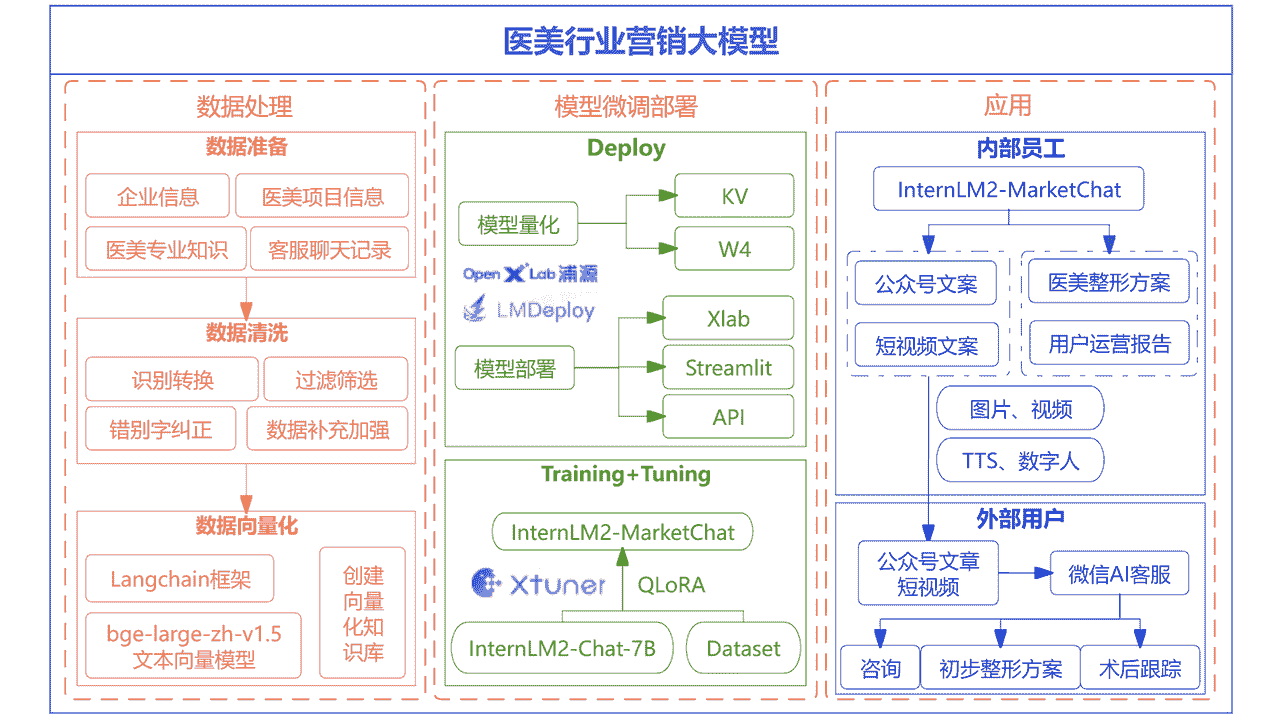 医美行业营销大模型
数据处理
数据准备
企业信息
医美项目信息
医美专业知识
客服聊天记录
数据清洗
识别转换
过滤筛选
错别字纠正
数据补充加强
数据向量化
Langchain框架
bge-large-zh-v1.5
文本向量模型
创建
向量
化知
识库
模型微调部署
Deploy
模型量化
KV
W4
OpenXLab浦源
LMDeploy
模型部署
Xlab
Streamlit
API
Training+Tuning
InternLM2-MarketChat
Xtuner
QLoRA
InternLM2-Chat-7B
Dataset
应用
内部员工
InternLM2-MarketChat
公众号文案
短视频文案
医美整形方案
用户运营报告
图片、视频
TTS、数字人
外部用户
公众号文章
短视频
微信AI客服
咨询
初步整形方案
术后跟踪